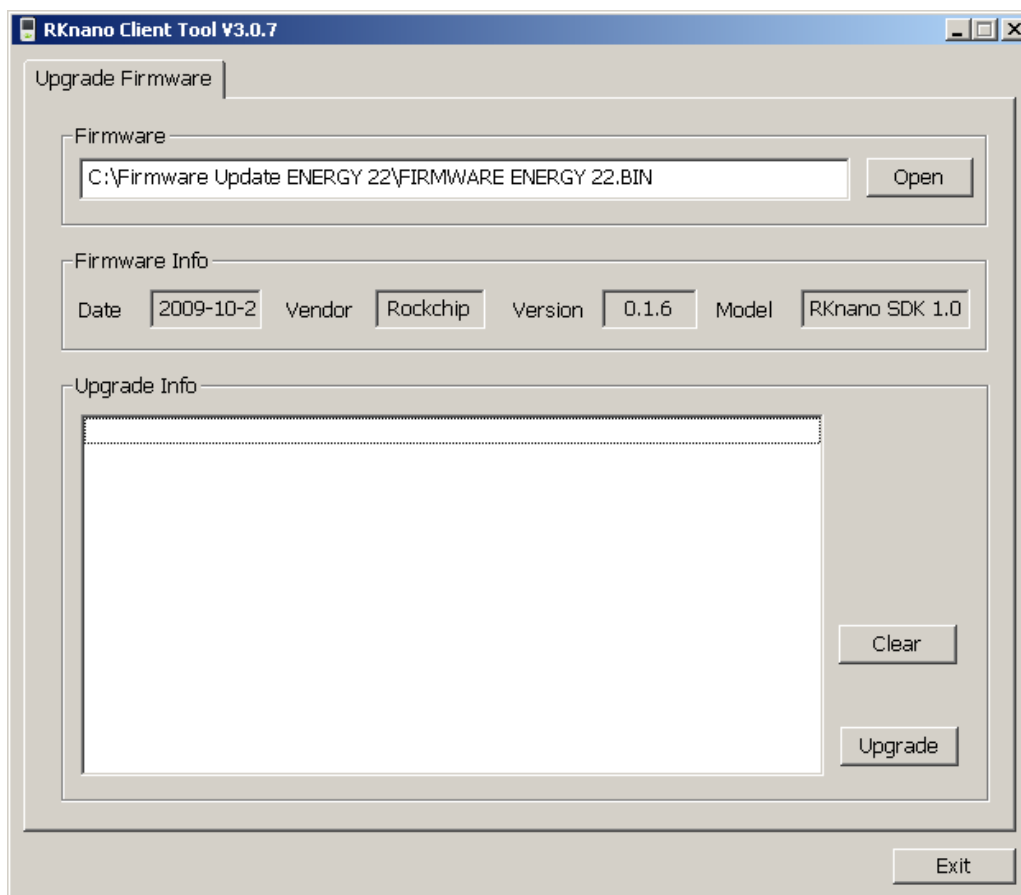 RKnano Client Tool V3.0.7
Upgrade Firmware
Firmware
C:\Firmware Update ENERGY 22\FIRMWARE ENERGY 22.BIN
Open
Firmware Info
Date 2009-10-2 Vendor Rockchip Version 0.1.6 Model RKnano SDK 1.0
Upgrade Info
Clear
Upgrade
Exit